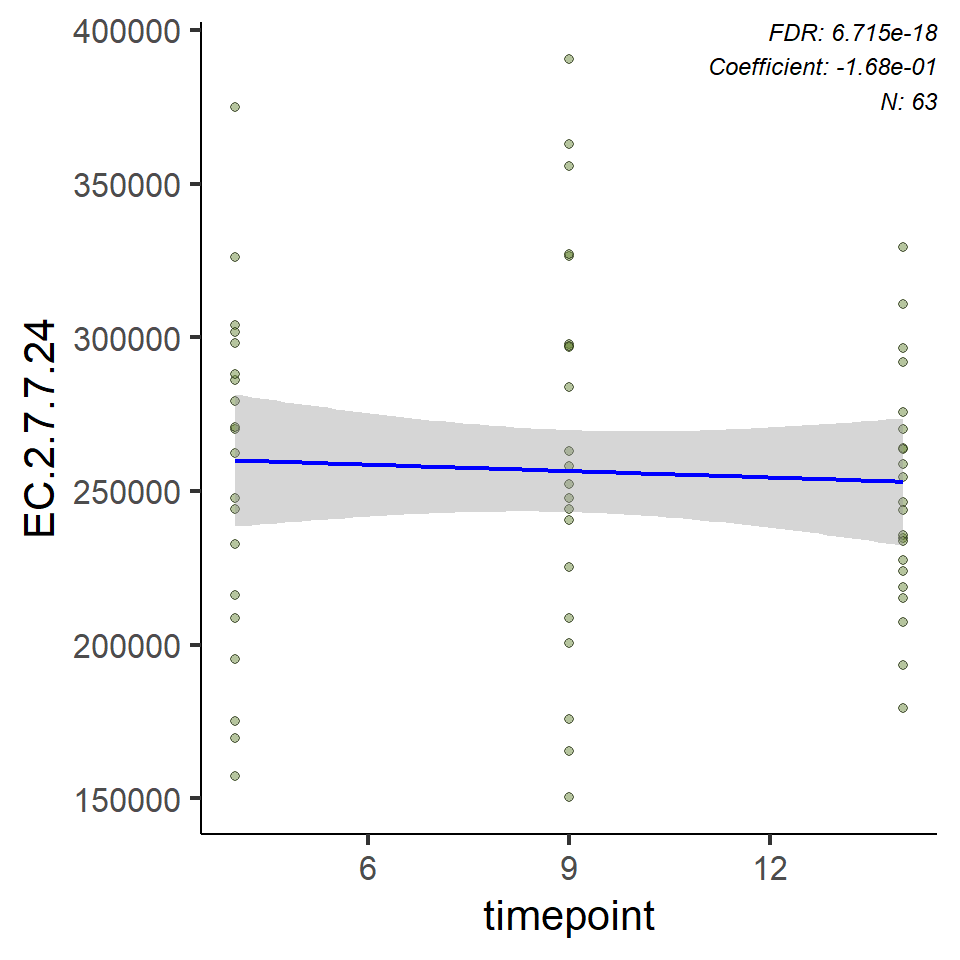 FDR: 6.715e-18
Coefficient: -1.68e-01
N: 63
400000
350000
300000
250000
200000
150000
EC.2.7.7.24
6 9 12
timepoint